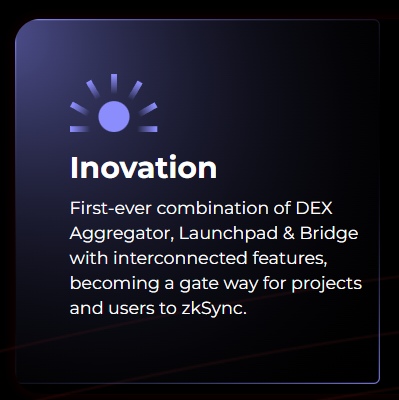 Inovation
First-ever combination of DEX
Aggregator, Launchpad & Bridge
with interconnected features,
becoming a gate way for projects
and users to zkSync.